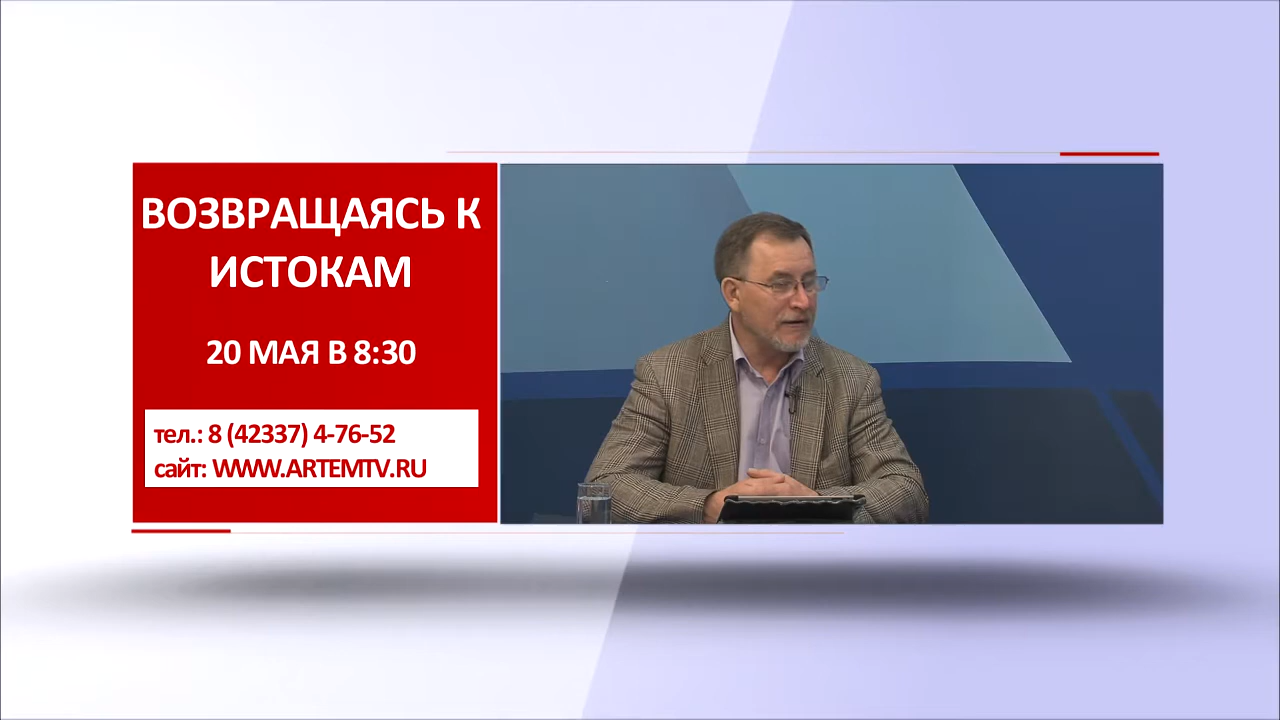 ВОЗВРАЩАЯСЬ К
ИСТОКАМ
20 МАЯ В 8:30
тел.: 8 (42337) 4-76-52
сайт: WWW.ARTEMTV.RU